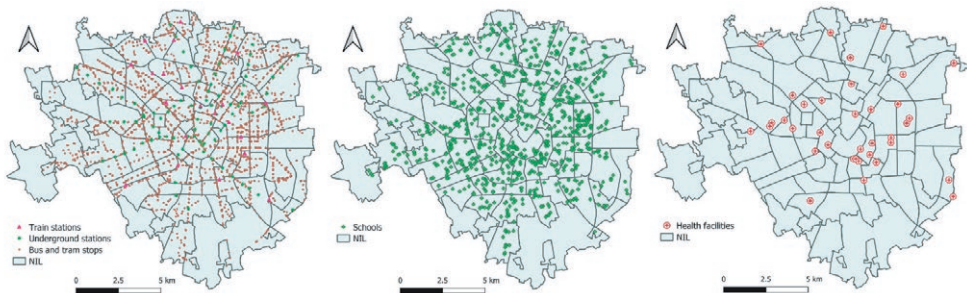 Train stations
Underground stations
Bus and tram stops
NIL
0 2.5 5 km
Schools
NIL
0 2.5 5 km
Health facilities
NIL
0 2.5 5 km